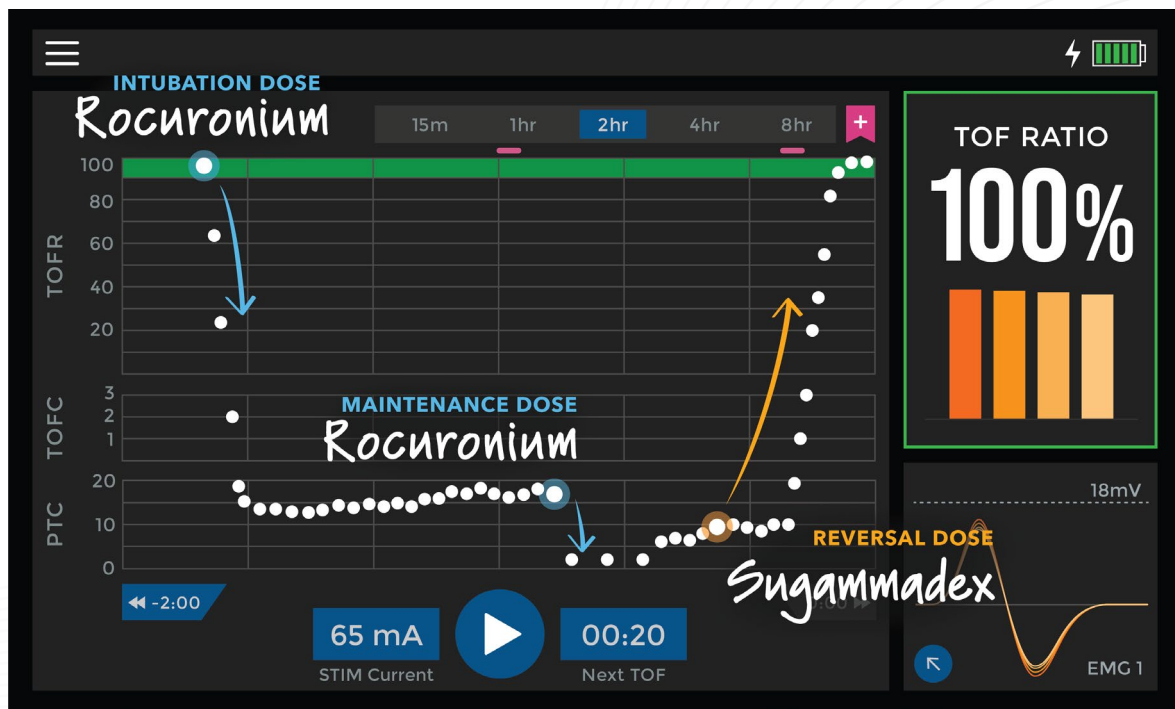 INTUBATION DOSE
Rocuronium
15m 1hr 2hr 4hr 8hr +
TOFR
100
80
60
40
20
TOFC
3
2
1
MAINTENANCE DOSE
Rocuronium
PTC
20
10
0
REVERSAL DOSE
Sugammadex
-2:00
65 mA
STIM Current
00:20
Next TOF
TOF RATIO
100%
18mV
EMG 1